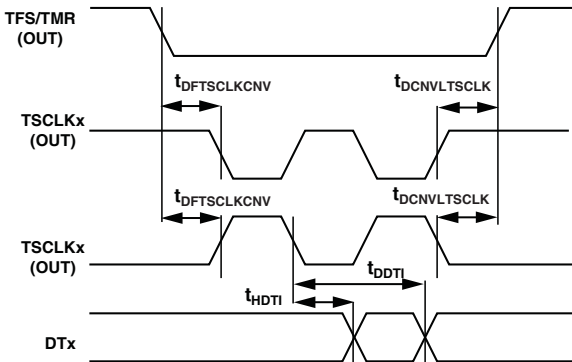 TFS/TMR
(OUT)
tDFTSCLKCNV
tDCNVLTSCLK
TSCLKx
(OUT)
tDFTSCLKCNV
tDCNVLTSCLK
TSCLKx
(OUT)
tDDTI
tHDTI
DTx